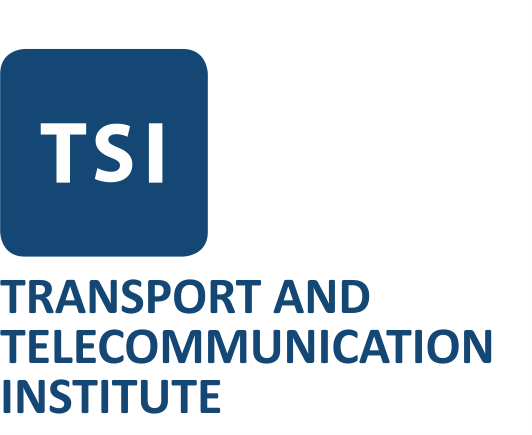 TSI
TRANSPORT AND
TELECOMMUNICATION
INSTITUTE